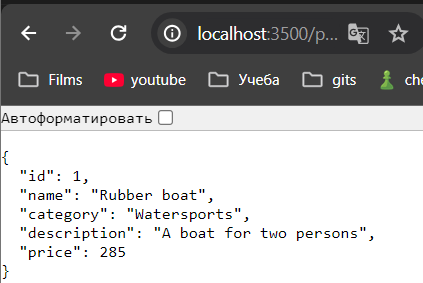 localhost:3500/p...
Films youtube Учеба gits che
Автоформатировать
{
"id": 1,
"name": "Rubber boat",
"category": "Watersports",
"description": "A boat for two persons",
"price": 285
}